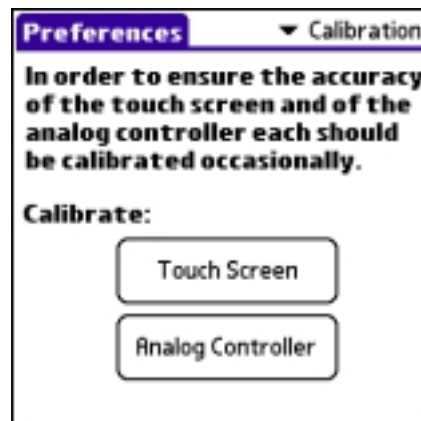 Preferences
Calibration
In order to ensure the accuracy
of the touch screen and of the
analog controller each should
be calibrated occasionally.
Calibrate:
Touch Screen
Analog Controller